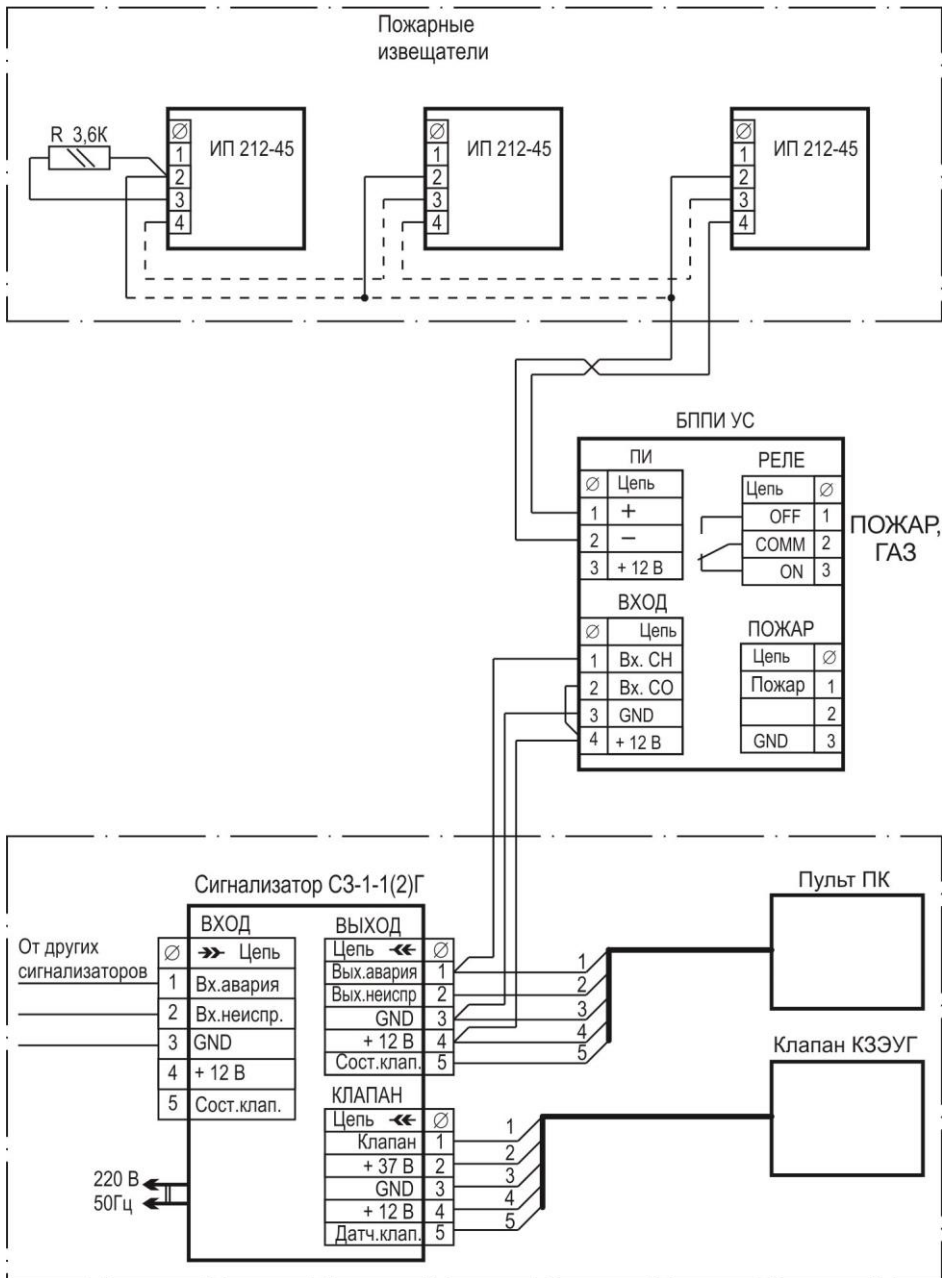 Пожарные
извещатели
R 3,6К
∅
1
2
3
4
ИП 212-45
∅
1
2
3
4
ИП 212-45
∅
1
2
3
4
ИП 212-45
БППИ УС
ПИ
∅ Цепь
1 +
2 −
3 + 12 В
РЕЛЕ
Цепь ∅
OFF 1
COMM 2
ON 3
ПОЖАР,
ГАЗ
ВХОД
∅ Цепь
1 Вх. СН
2 Вх. СО
3 GND
4 + 12 В
ПОЖАР
Цепь ∅
Пожар 1
2
GND 3
Сигнализатор СЗ-1-1(2)Г
От других
сигнализаторов
ВХОД
∅ Цепь
1 Вх.авария
2 Вх.неиспр.
3 GND
4 + 12 В
5 Сост.клап.
ВЫХОД
Цепь ∅
Вых.авария 1
Вых.неиспр 2
GND 3
+ 12 В 4
Сост.клап. 5
1
2
3
4
5
Пульт ПК
КЛАПАН
Цепь ∅
Клапан 1
+ 37 В 2
GND 3
+ 12 В 4
Датч.клап. 5
1
2
3
4
5
Клапан КЗЭУГ
220 В
50Гц